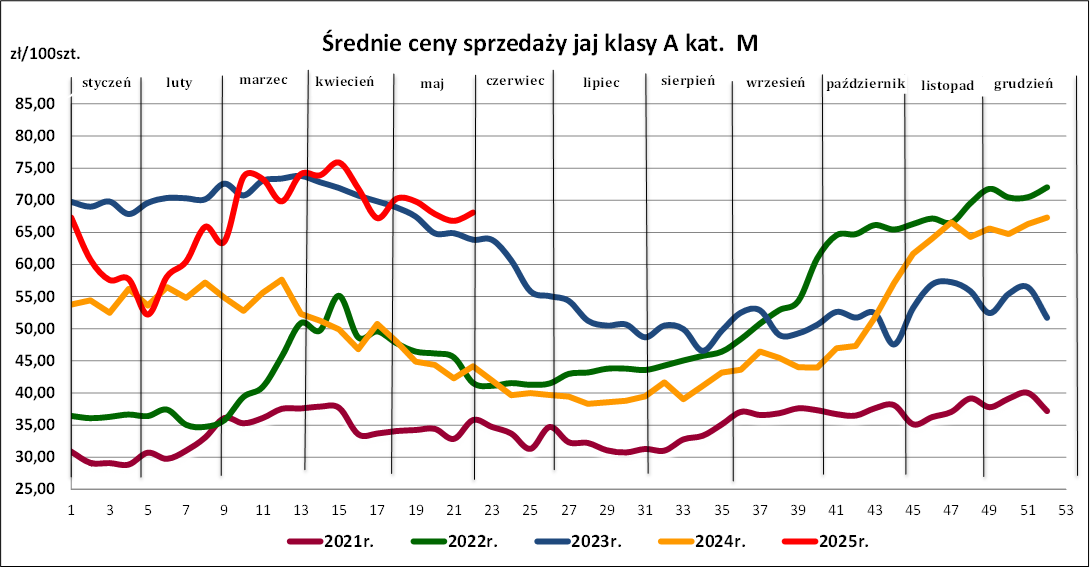 Średnie ceny sprzedaży jaj klasy A kat. M
zł/100szt.
styczeń luty marzec kwiecień maj czerwiec lipiec sierpień wrzesień październik listopad grudzień
85,00
80,00
75,00
70,00
65,00
60,00
55,00
50,00
45,00
40,00
35,00
30,00
25,00
1 3 5 7 9 11 13 15 17 19 21 23 25 27 29 31 33 35 37 39 41 43 45 47 49 51 53
2021r. 2022r. 2023r. 2024r. 2025r.